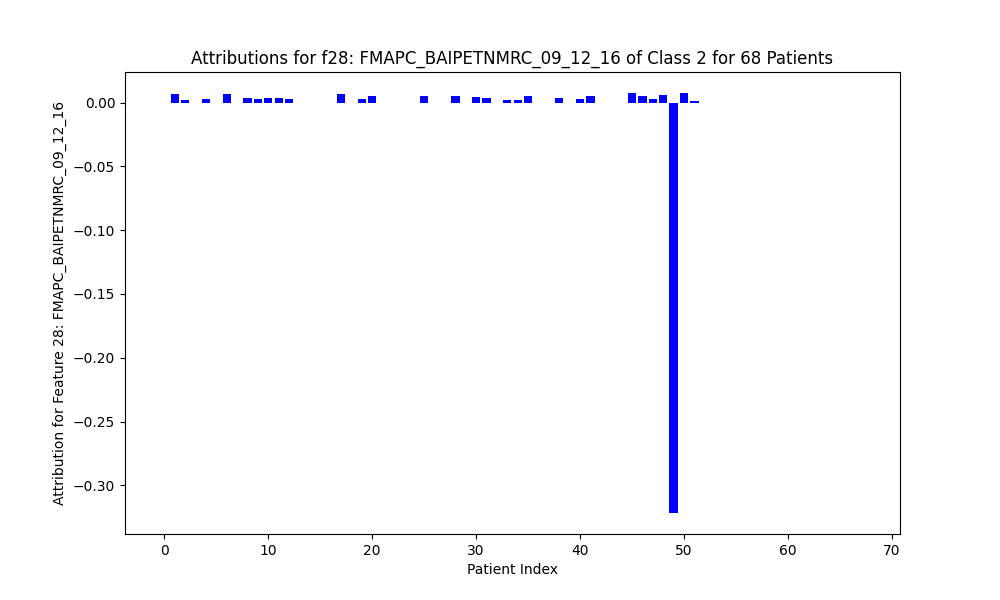 Attributions for f28: FMAPC_BAIPETNMRC_09_12_16 of Class 2 for 68 Patients
Attribution for Feature 28: FMAPC_BAIPETNMRC_09_12_16
0.00
−0.05
−0.10
−0.15
−0.20
−0.25
−0.30
0 10 20 30 40 50 60 70
Patient Index